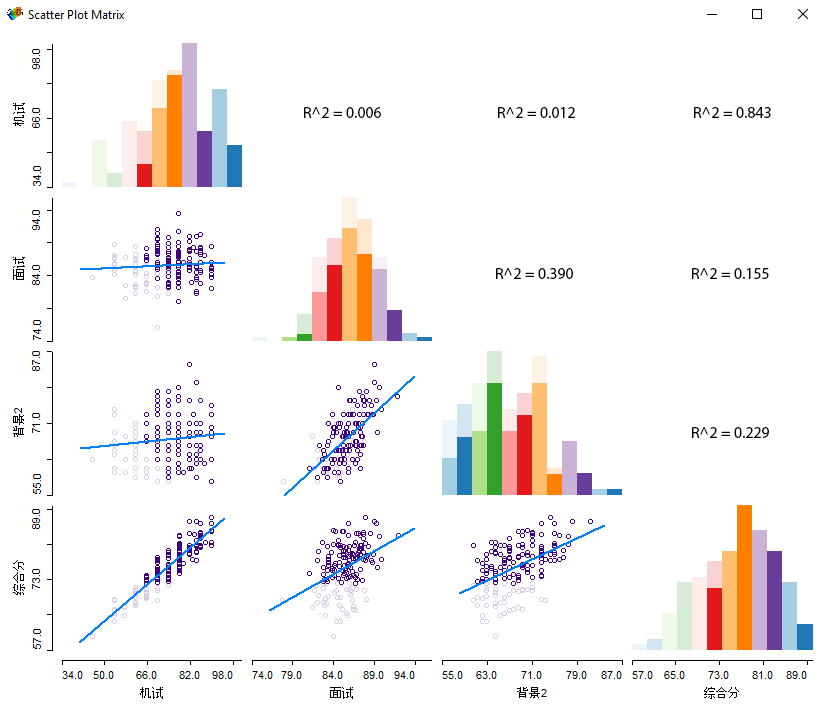 Scatter Plot Matrix
98.0
66.0
34.0
机试
R^2 = 0.006
R^2 = 0.012
R^2 = 0.843
94.0
84.0
74.0
面试
R^2 = 0.390
R^2 = 0.155
87.0
71.0
55.0
背景2
R^2 = 0.229
89.0
73.0
57.0
综合分
34.0 50.0 66.0 82.0 98.0
74.0 79.0 84.0 89.0 94.0
55.0 63.0 71.0 79.0 87.0
57.0 65.0 73.0 81.0 89.0
机试 面试 背景2 综合分